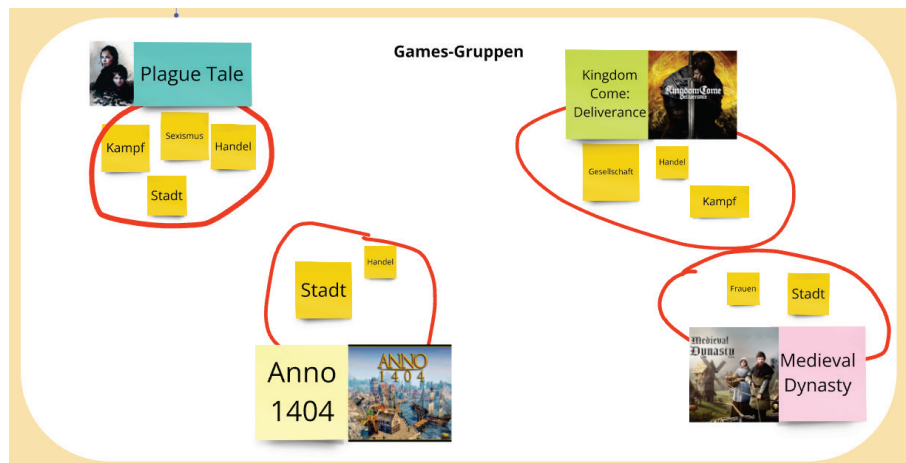 Games-Gruppen
Plague Tale
Kampf
Sexismus
Handel
Stadt
Kingdom
Come:
Deliverance
Kingdom Come
Deliverance
Gesellschaft
Handel
Kampf
Stadt
Handel
Anno
1404
ANNO
1404
Frauen
Stadt
Medieval
Dynasty
Medieval
Dynasty